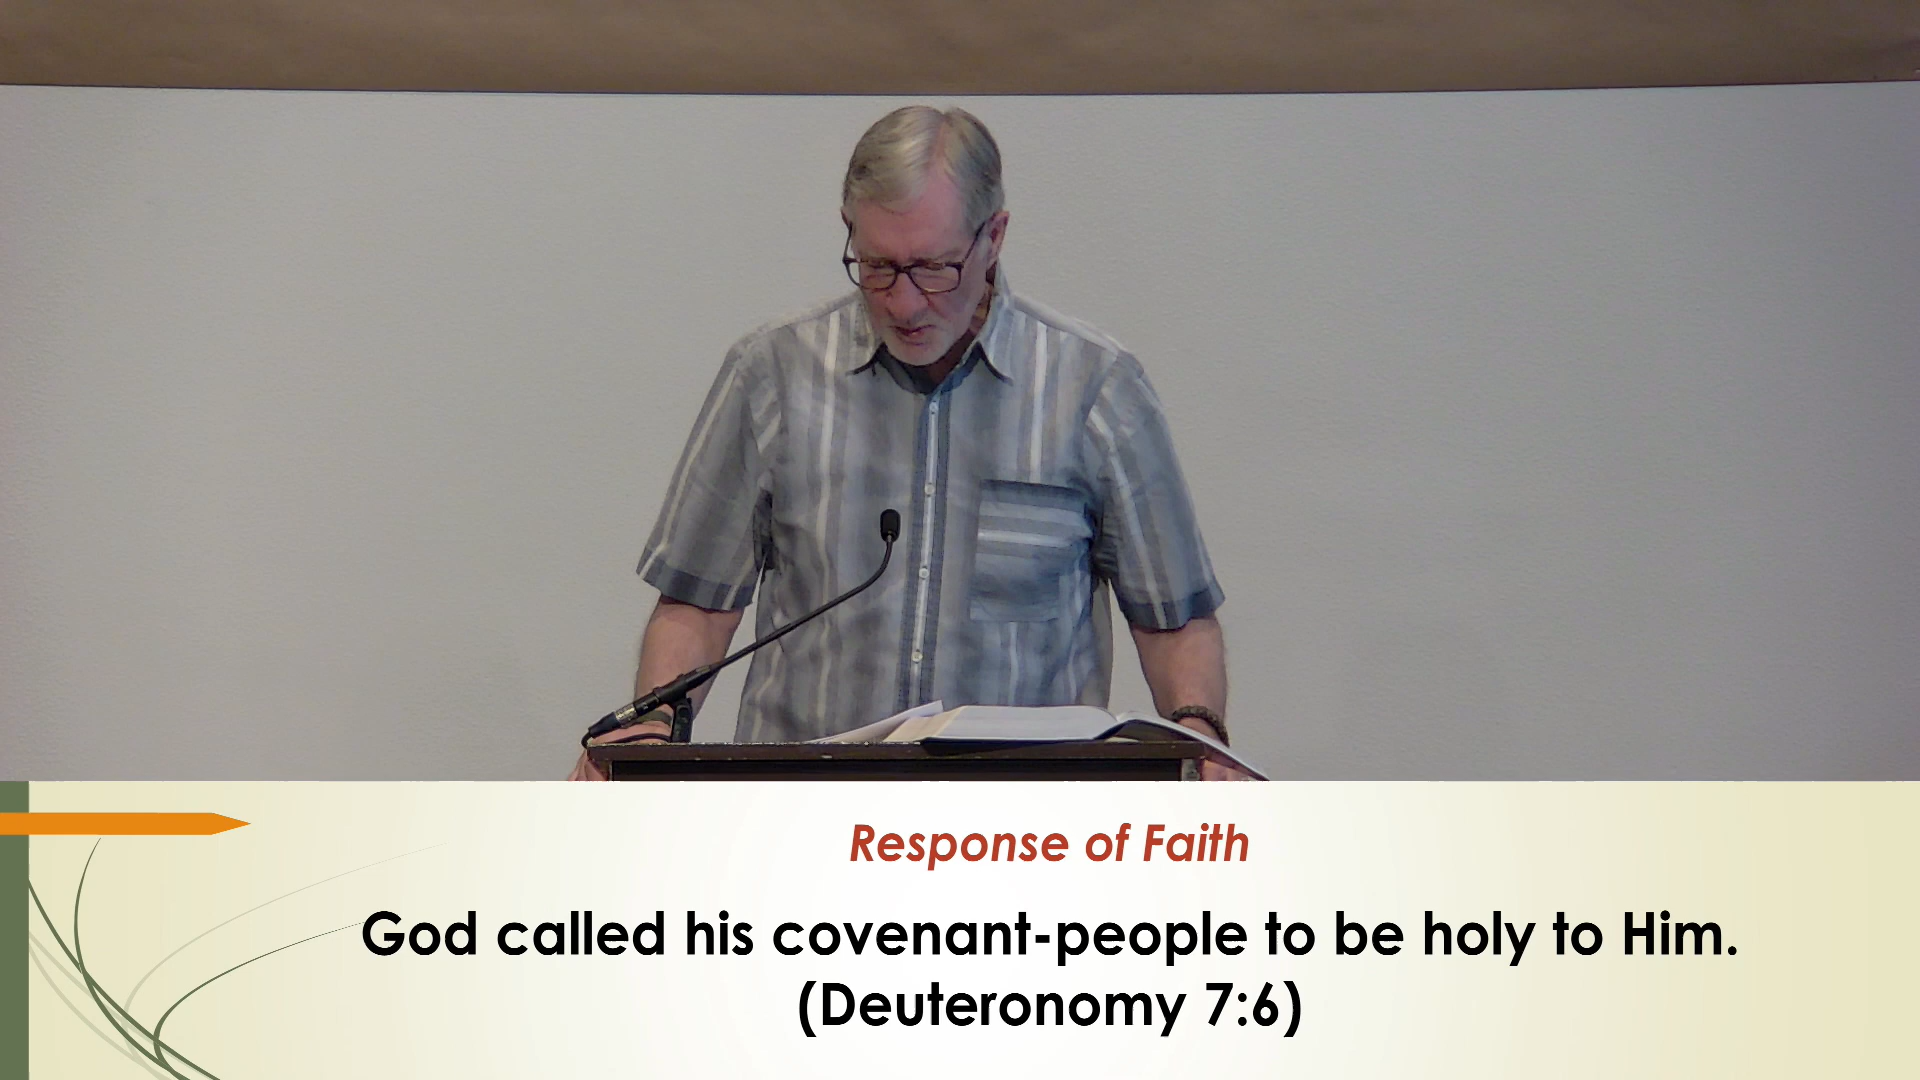 Response of Faith
God called his covenant-people to be holy to Him.
(Deuteronomy 7:6)